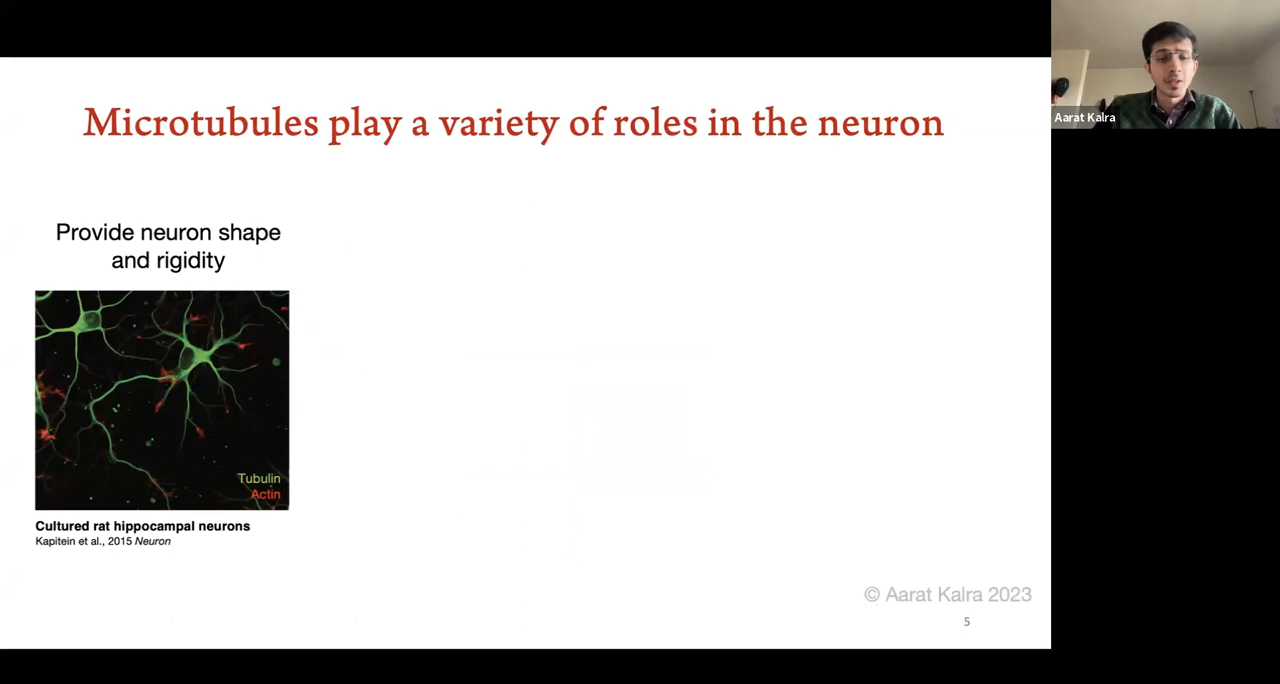 Microtubules play a variety of roles in the neuron
Aarat Kalra
Provide neuron shape
and rigidity
Tubulin
Actin
Cultured rat hippocampal neurons
Kapitein et al., 2015 Neuron
© Aarat Kalra 2023
5